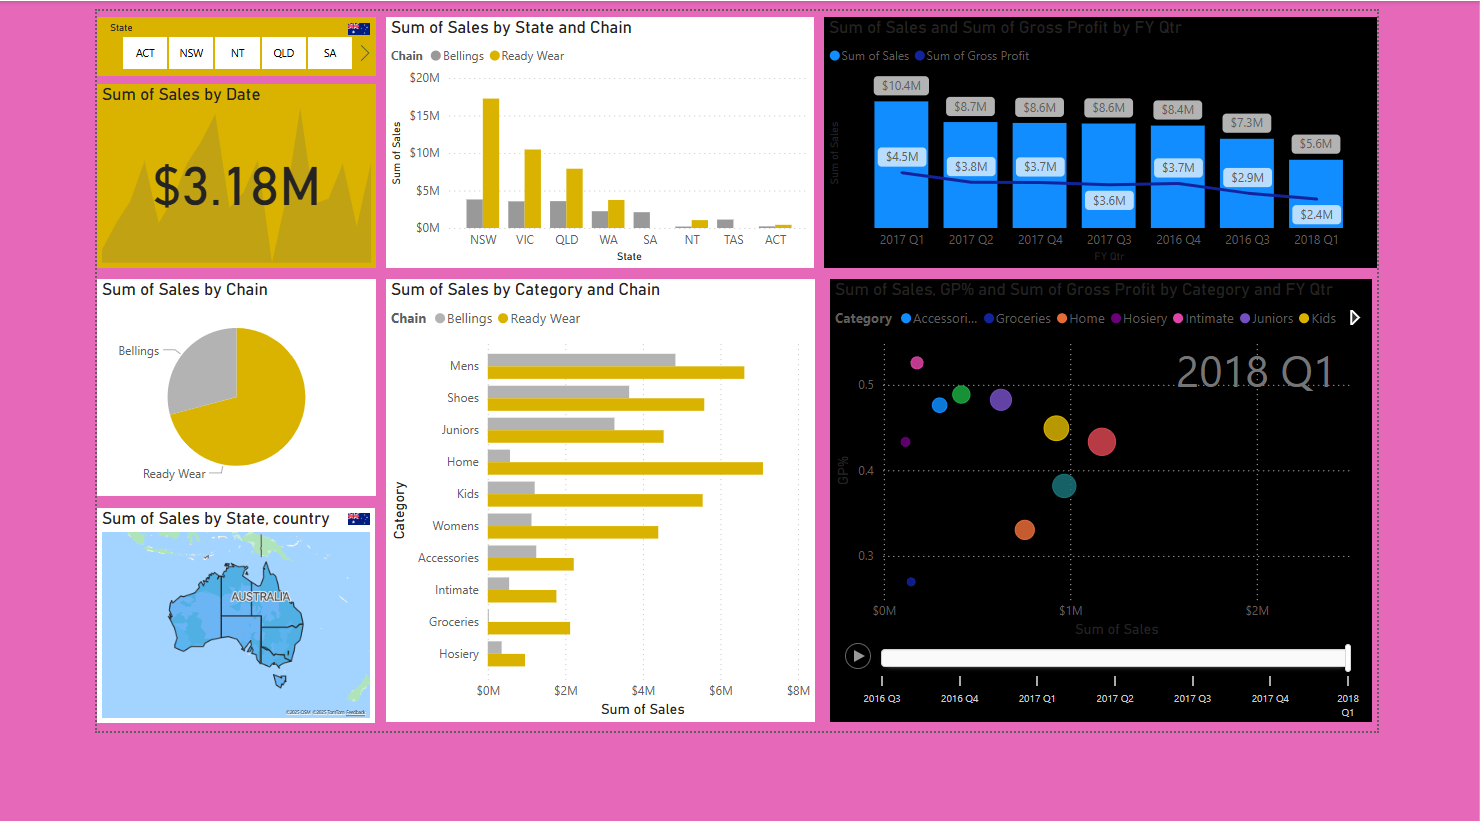 State
ACT NSW NT QLD SA
Sum of Sales by Date
$3.18M
Sum of Sales by State and Chain
Chain Bellings Ready Wear
$20M
$15M
$10M
$5M
$0M
Sum of Sales
NSW VIC QLD WA SA NT TAS ACT
State
Sum of Sales and Sum of Gross Profit by FY Qtr
Sum of Sales Sum of Gross Profit
Sum of Sales
$10.4M $8.7M $8.6M $8.6M $8.4M $7.3M $5.6M
$4.5M $3.8M $3.7M $3.6M $3.7M $2.9M $2.4M
2017 Q1 2017 Q2 2017 Q4 2017 Q3 2016 Q4 2016 Q3 2018 Q1
FY Qtr
Sum of Sales by Chain
Bellings
Ready Wear
Sum of Sales by State, country
AUSTRALIA
©2025 OSM ©2025 TomTom Feedback
Sum of Sales by Category and Chain
Chain Bellings Ready Wear
Category
Mens
Shoes
Juniors
Home
Kids
Womens
Accessories
Intimate
Groceries
Hosiery
$0M $2M $4M $6M $8M
Sum of Sales
Sum of Sales, GP% and Sum of Gross Profit by Category and FY Qtr
Category Accessori... Groceries Home Hosiery Intimate Juniors Kids
2018 Q1
GP%
0.5
0.4
0.3
$0M $1M $2M
Sum of Sales
2016 Q3 2016 Q4 2017 Q1 2017 Q2 2017 Q3 2017 Q4 2018
Q1